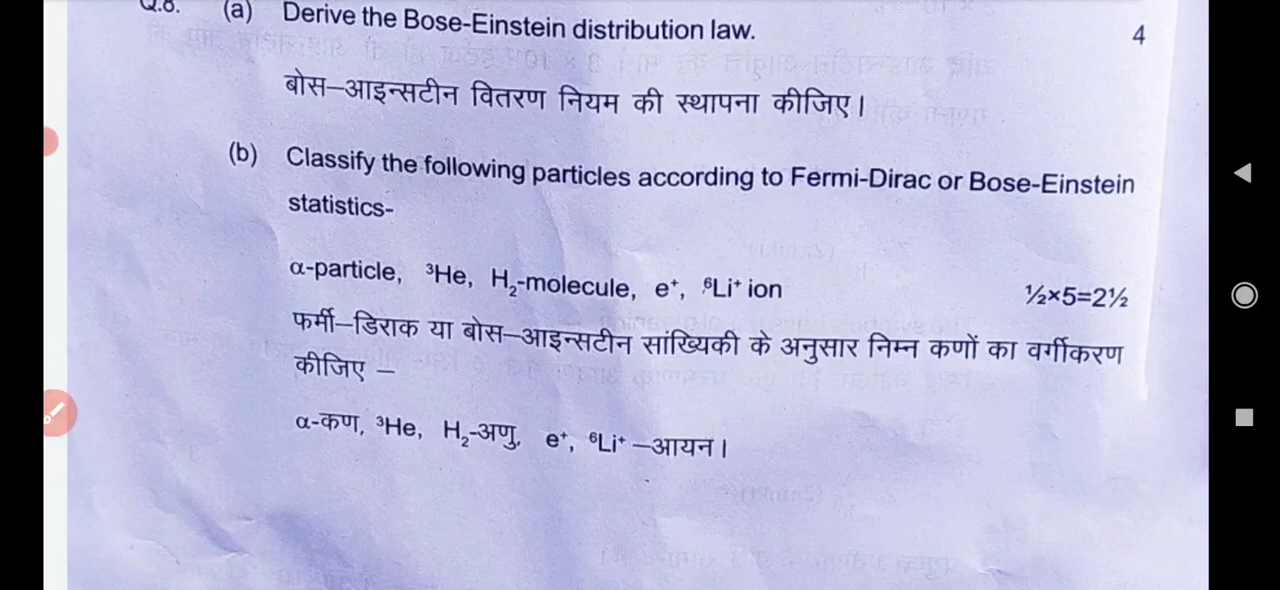 Q.8. (a) Derive the Bose-Einstein distribution law. 4
बोस–आइन्सटीन वितरण नियम की स्थापना कीजिए।
(b) Classify the following particles according to Fermi-Dirac or Bose-Einstein
statistics-
α-particle, ³He, H₂-molecule, e⁺, ⁶Li⁺ ion ½×5=2½
फर्मी–डिराक या बोस–आइन्सटीन सांख्यिकी के अनुसार निम्न कणों का वर्गीकरण
कीजिए –
α-कण, ³He, H₂-अणु, e⁺, ⁶Li⁺ –आयन।